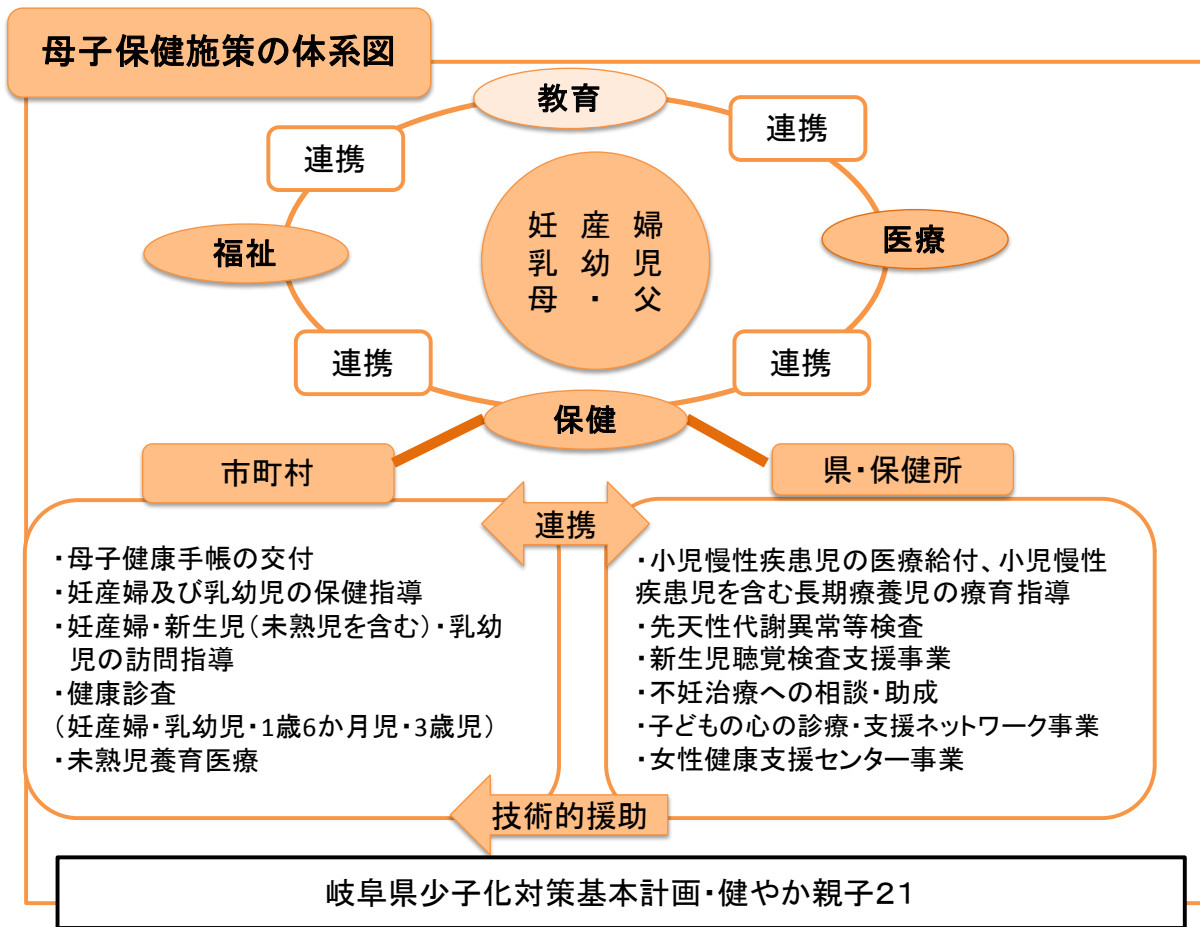 母子保健施策の体系図
教育
連携
連携
妊産婦
乳幼児
母・父
福祉
医療
連携
連携
保健
市町村
県・保健所
連携
・母子健康手帳の交付
・妊産婦及び乳幼児の保健指導
・妊産婦・新生児(未熟児を含む)・乳幼
児の訪問指導
・健康診査
(妊産婦・乳幼児・1歳6か月児・3歳児)
・未熟児養育医療
・小児慢性疾患児の医療給付、小児慢性
疾患児を含む長期療養児の療育指導
・先天性代謝異常等検査
・新生児聴覚検査支援事業
・不妊治療への相談・助成
・子どもの心の診療・支援ネットワーク事業
・女性健康支援センター事業
技術的援助
岐阜県少子化対策基本計画・健やか親子21